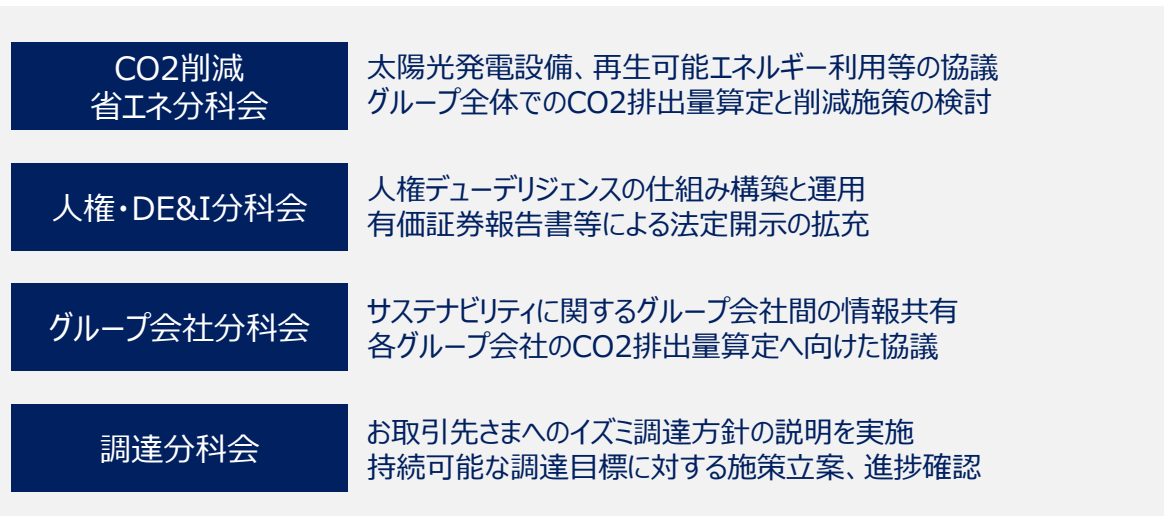 CO2削減
省エネ分科会
太陽光発電設備、再生可能エネルギー利用等の協議
グループ全体でのCO2排出量算定と削減施策の検討
人権・DE&I分科会
人権デューデリジェンスの仕組み構築と運用
有価証券報告書等による法定開示の拡充
グループ会社分科会
サステナビリティに関するグループ会社間の情報共有
各グループ会社のCO2排出量算定へ向けた協議
調達分科会
お取引先さまへのイズミ調達方針の説明を実施
持続可能な調達目標に対する施策立案、進捗確認